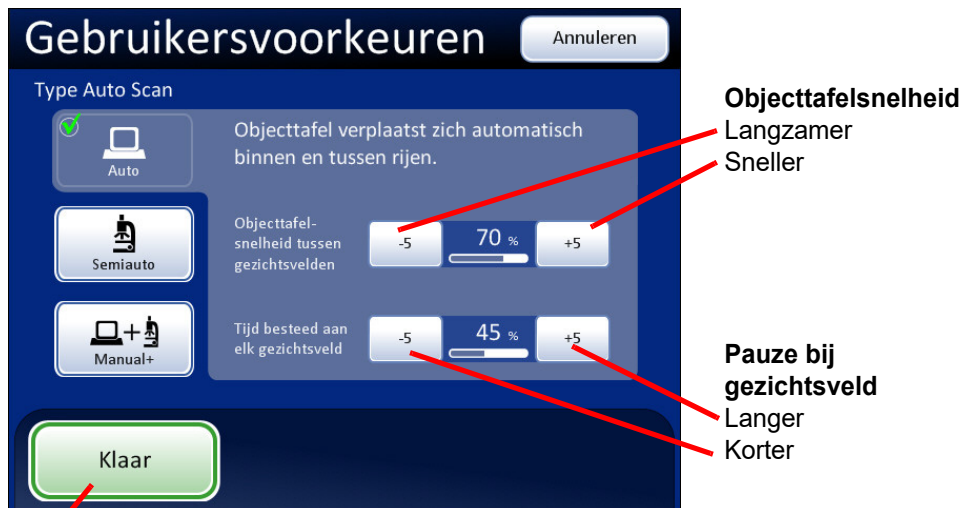 Gebruikersvoorkeuren
Annuleren
Type Auto Scan
Auto
Objecttafel verplaatst zich automatisch
binnen en tussen rijen.
Objecttafel-
snelheid tussen
gezichtsvelden
-5
70 %
+5
Semiauto
Tijd besteed aan
elk gezichtsveld
-5
45 %
+5
Manual+
Klaar
Objecttafelsnelheid
Langzamer
Sneller
Pauze bij
gezichtsveld
Langer
Korter